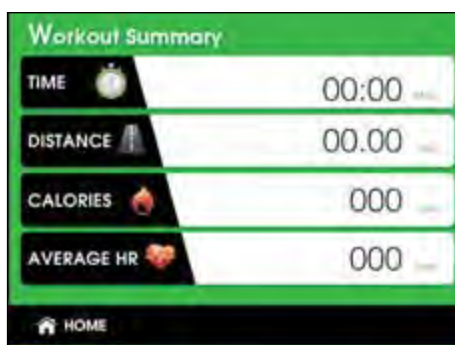 Workout Summary
TIME 00:00
DISTANCE 00.00
CALORIES 000
AVERAGE HR 000
HOME